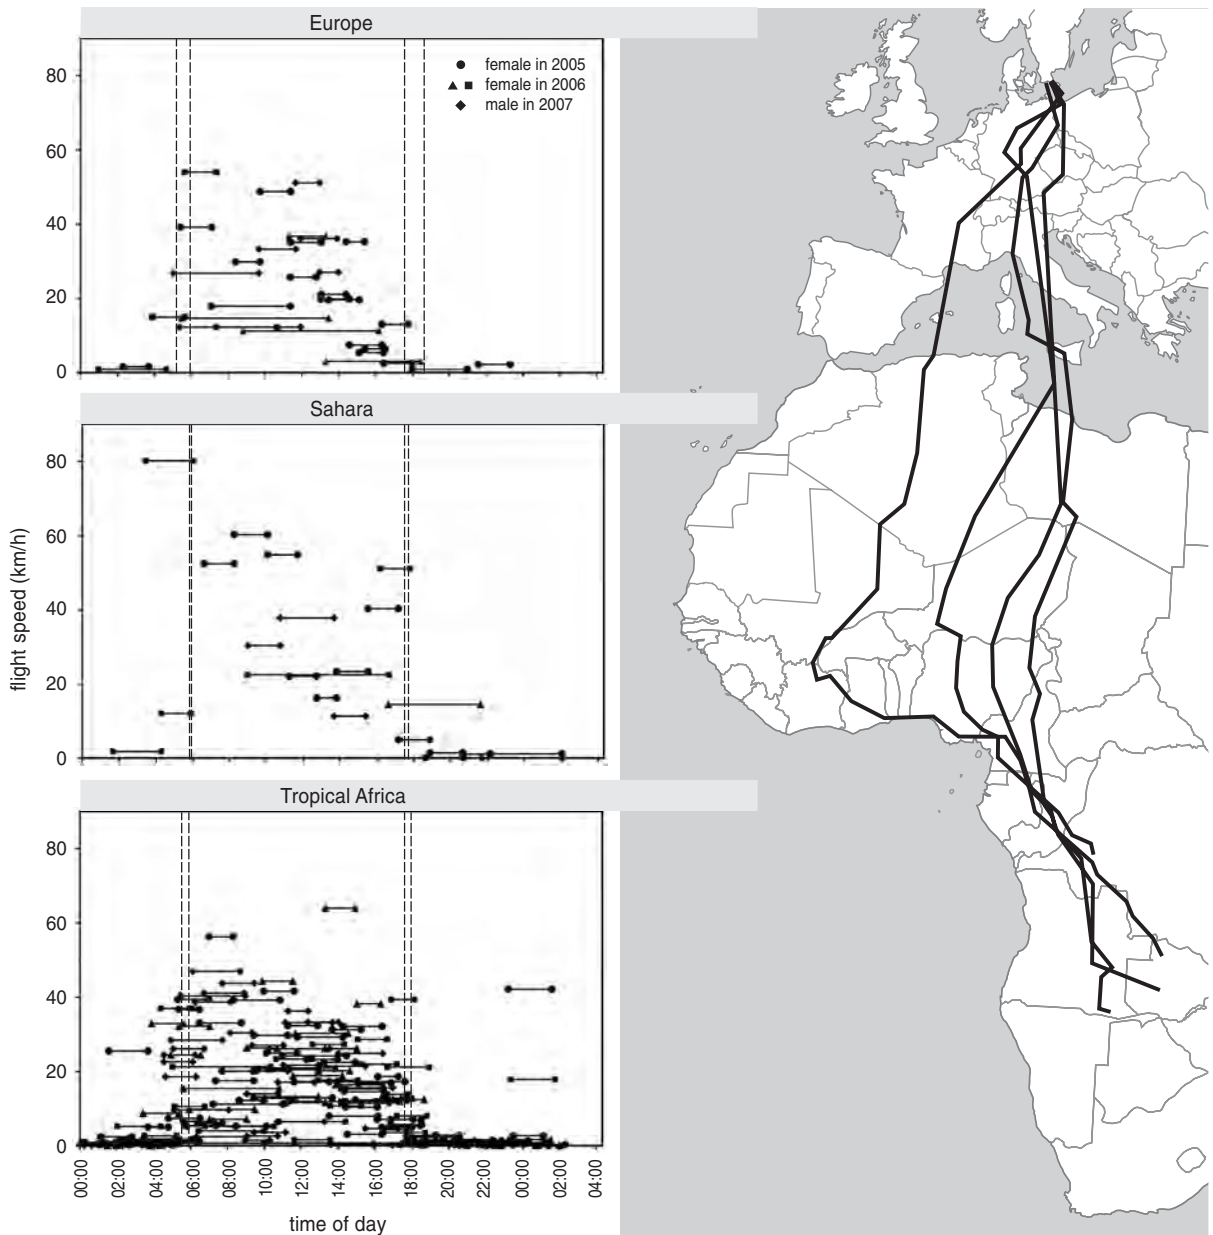 Europe
80
60
40
20
0
female in 2005
female in 2006
male in 2007
Sahara
80
60
40
20
0
flight speed (km/h)
Tropical Africa
80
60
40
20
0
00:00 02:00 04:00 06:00 08:00 10:00 12:00 14:00 16:00 18:00 20:00 22:00 00:00 02:00 04:00
time of day